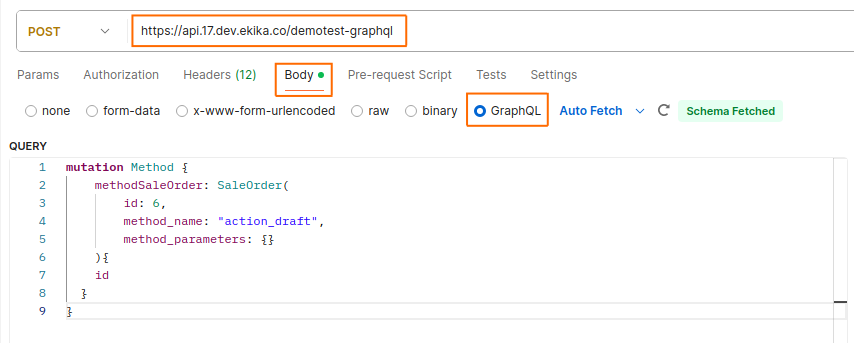 POST https://api.17.dev.ekika.co/demotest-graphql
Params Authorization Headers (12) Body Pre-request Script Tests Settings
none form-data x-www-form-urlencoded raw binary GraphQL Auto Fetch Schema Fetched
QUERY
1 mutation Method {
2 methodSaleOrder: SaleOrder(
3 id: 6,
4 method_name: "action_draft",
5 method_parameters: {}
6 ){
7 id
8 }
9 }